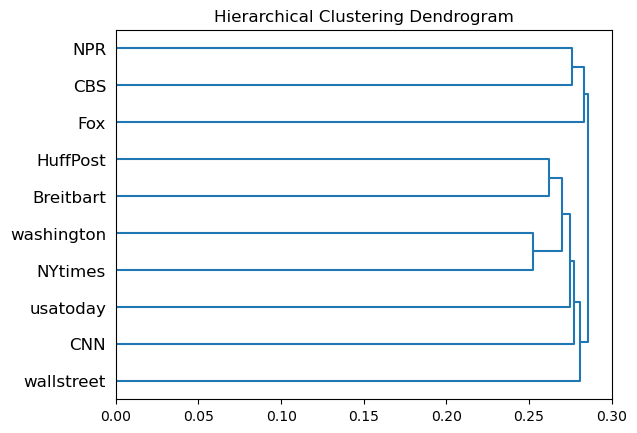 Hierarchical Clustering Dendrogram
NPR
CBS
Fox
HuffPost
Breitbart
washington
NYtimes
usatoday
CNN
wallstreet
0.00 0.05 0.10 0.15 0.20 0.25 0.30